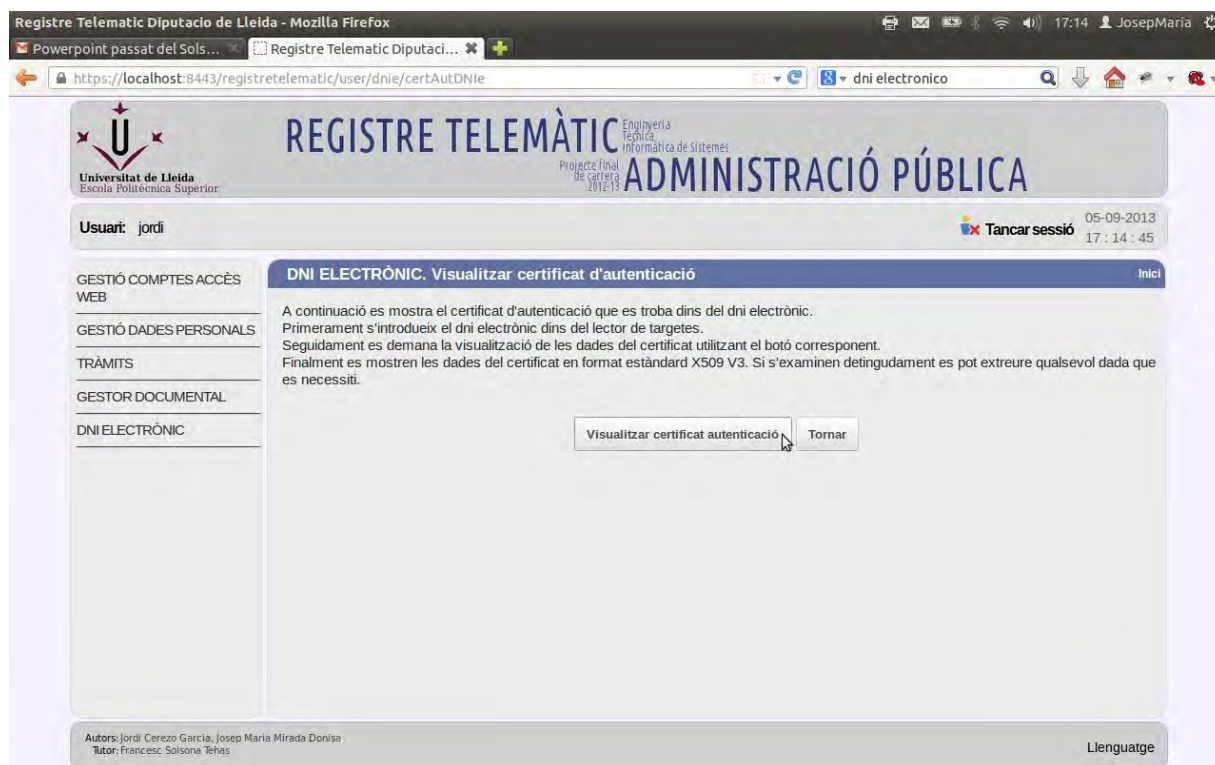 Registre Telematic Diputacio de Lleida - Mozilla Firefox
17:14 JosepMaria
Powerpoint passat del Sols...
Registre Telematic Diputaci...
https://localhost:8443/registretelematic/user/dnie/certAutDNIe
dni electronico
Universitat de Lleida
Escola Politècnica Superior
REGISTRE TELEMÀTIC
Enginyeria
Tècnica
Informàtica de Sistemes
Projecte final
De carrera
2012-13
ADMINISTRACIÓ PÚBLICA
Usuari: jordi
Tancar sessió
05-09-2013
17 : 14 : 45
GESTIÓ COMPTES ACCÈS
WEB
GESTIÓ DADES PERSONALS
TRÀMITS
GESTOR DOCUMENTAL
DNI ELECTRÒNIC
DNI ELECTRÒNIC. Visualitzar certificat d'autenticació
Inici
A continuació es mostra el certificat d'autenticació que es troba dins del dni electrònic.
Primerament s'introdueix el dni electrònic dins del lector de targetes.
Seguidament es demana la visualització de les dades del certificat utilitzant el botó corresponent.
Finalment es mostren les dades del certificat en format estàndard X509 V3. Si s'examinen detingudament es pot extreure qualsevol dada que
es necessiti.
Visualitzar certificat autenticació
Tornar
Autors: Jordi Cerezo Garcia, Josep Maria Mirada Donisa
Tutor: Francesc Solsona Tehas
Llenguatge